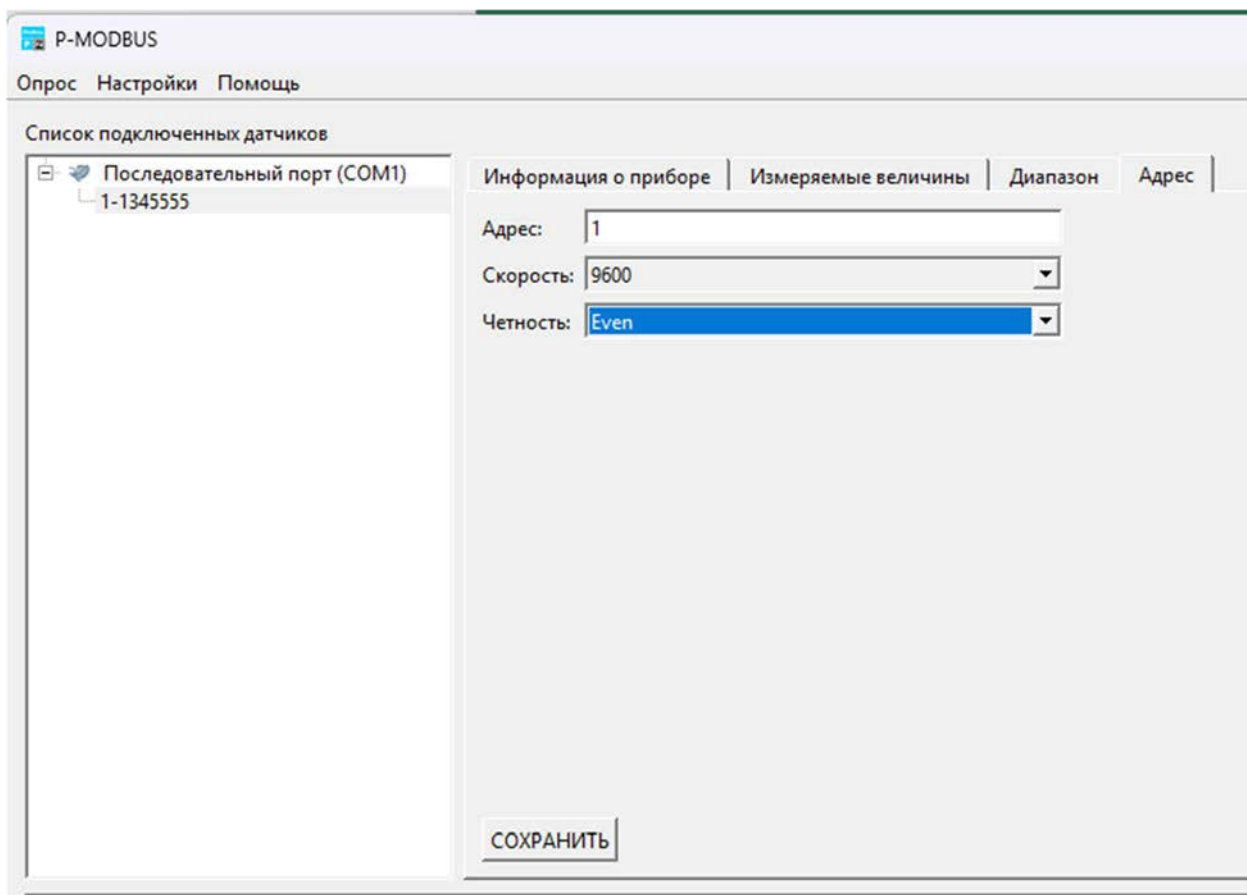 P-MODBUS
Опрос Настройки Помощь
Список подключенных датчиков
Последовательный порт (COM1)
1-1345555
Информация о приборе Измеряемые величины Диапазон Адрес
Адрес: 1
Скорость: 9600
Четность: Even
СОХРАНИТЬ